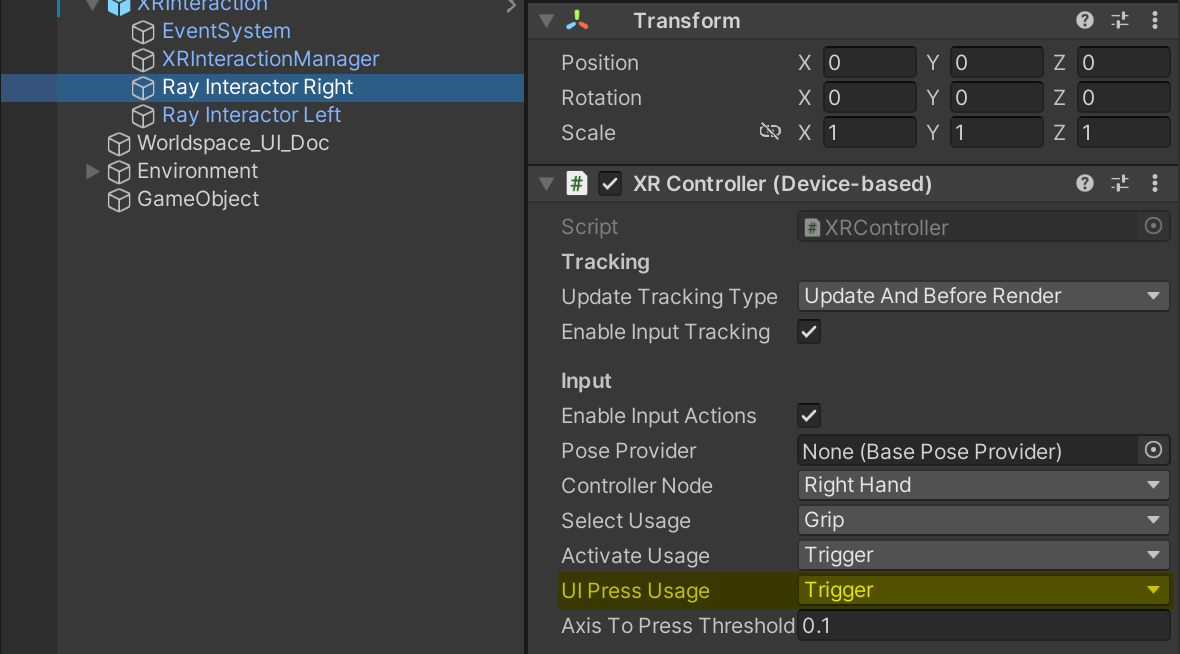 XRInteraction
EventSystem
XRInteractionManager
Ray Interactor Right
Ray Interactor Left
Worldspace_UI_Doc
Environment
GameObject
Transform
Position X 0 Y 0 Z 0
Rotation X 0 Y 0 Z 0
Scale X 1 Y 1 Z 1
# XR Controller (Device-based)
Script # XRController
Tracking
Update Tracking Type Update And Before Render
Enable Input Tracking
Input
Enable Input Actions
Pose Provider None (Base Pose Provider)
Controller Node Right Hand
Select Usage Grip
Activate Usage Trigger
UI Press Usage Trigger
Axis To Press Threshold 0.1